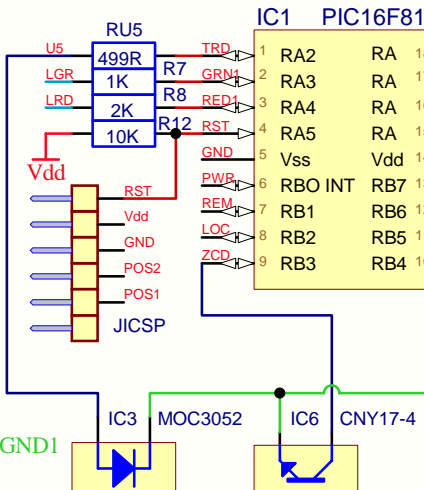 IC1 PIC16F81
RU5
U5 499R TRD 1 RA2 RA
LGR 1K R7 GRN1 2 RA3 RA
LRD 2K R8 RED1 3 RA4 RA
10K R12 RST 4 RA5 RA
Vdd
GND 5 Vss Vdd
PWR 6 RBO INT RB7
REM 7 RB1 RB6
LOC 8 RB2 RB5
ZCD 9 RB3 RB4
RST
Vdd
GND
POS2
POS1
JICSP
IC3 MOC3052 IC6 CNY17-4
GND1